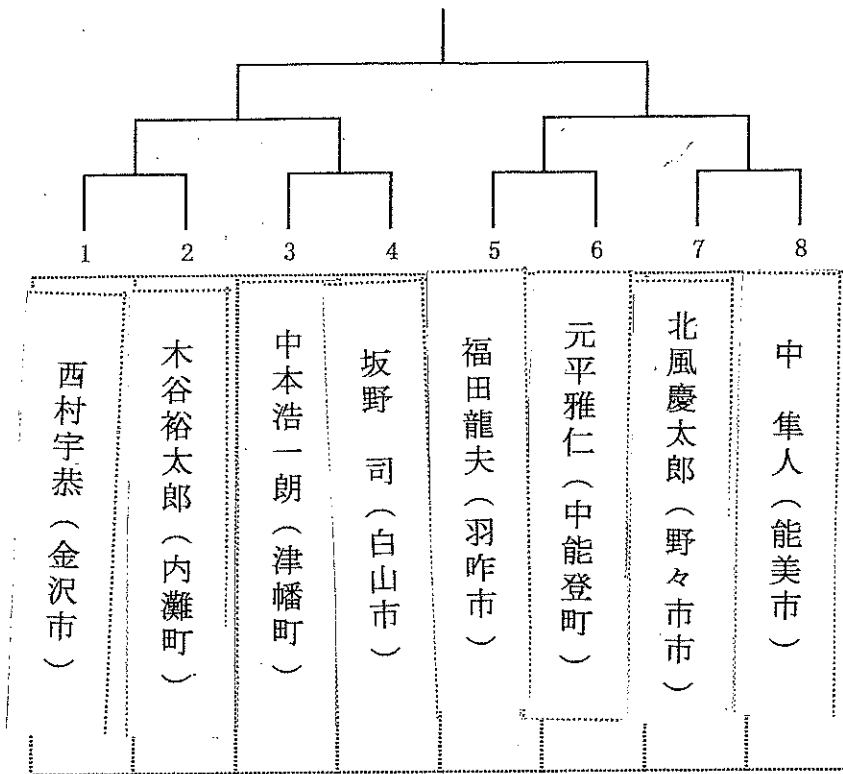 1 2 3 4 5 6 7 8
西村宇恭（金沢市）
木谷裕太郎（内灘町）
中本浩一朗（津幡町）
坂野　司（白山市）
福田龍夫（羽咋市）
元平雅仁（中能登町）
北風慶太郎（野々市市）
中　隼人（能美市）